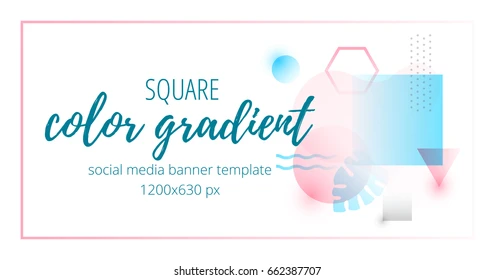 SQUARE
color gradient
social media banner template
1200x630 px
shutterstock.com · 662387707